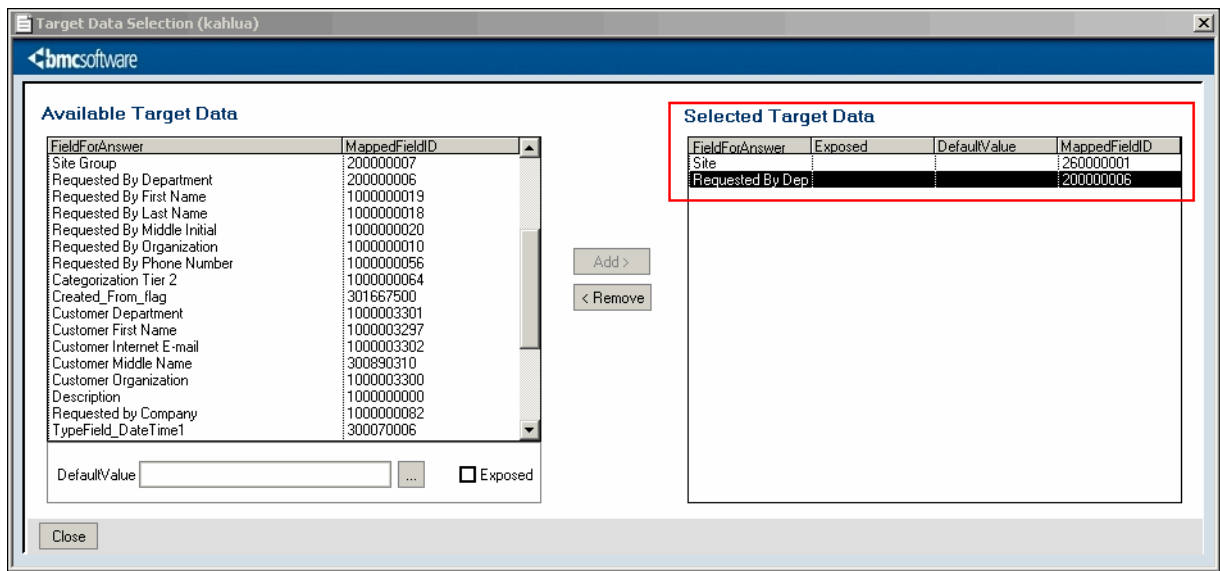 Target Data Selection (kahlua)
bmcsoftware
Available Target Data
FieldForAnswer MappedFieldID
Site Group 200000007
Requested By Department 200000006
Requested By First Name 1000000019
Requested By Last Name 1000000018
Requested By Middle Initial 1000000020
Requested By Organization 1000000010
Requested By Phone Number 1000000056
Categorization Tier 2 1000000064
Created_From_flag 301667500
Customer Department 1000003301
Customer First Name 1000003297
Customer Internet E-mail 1000003302
Customer Middle Name 300890310
Customer Organization 1000003300
Description 1000000000
Requested by Company 1000000082
TypeField_DateTime1 300070006
DefaultValue ... Exposed
Add >
< Remove
Selected Target Data
FieldForAnswer Exposed DefaultValue MappedFieldID
Site 260000001
Requested By Dep 200000006
Close